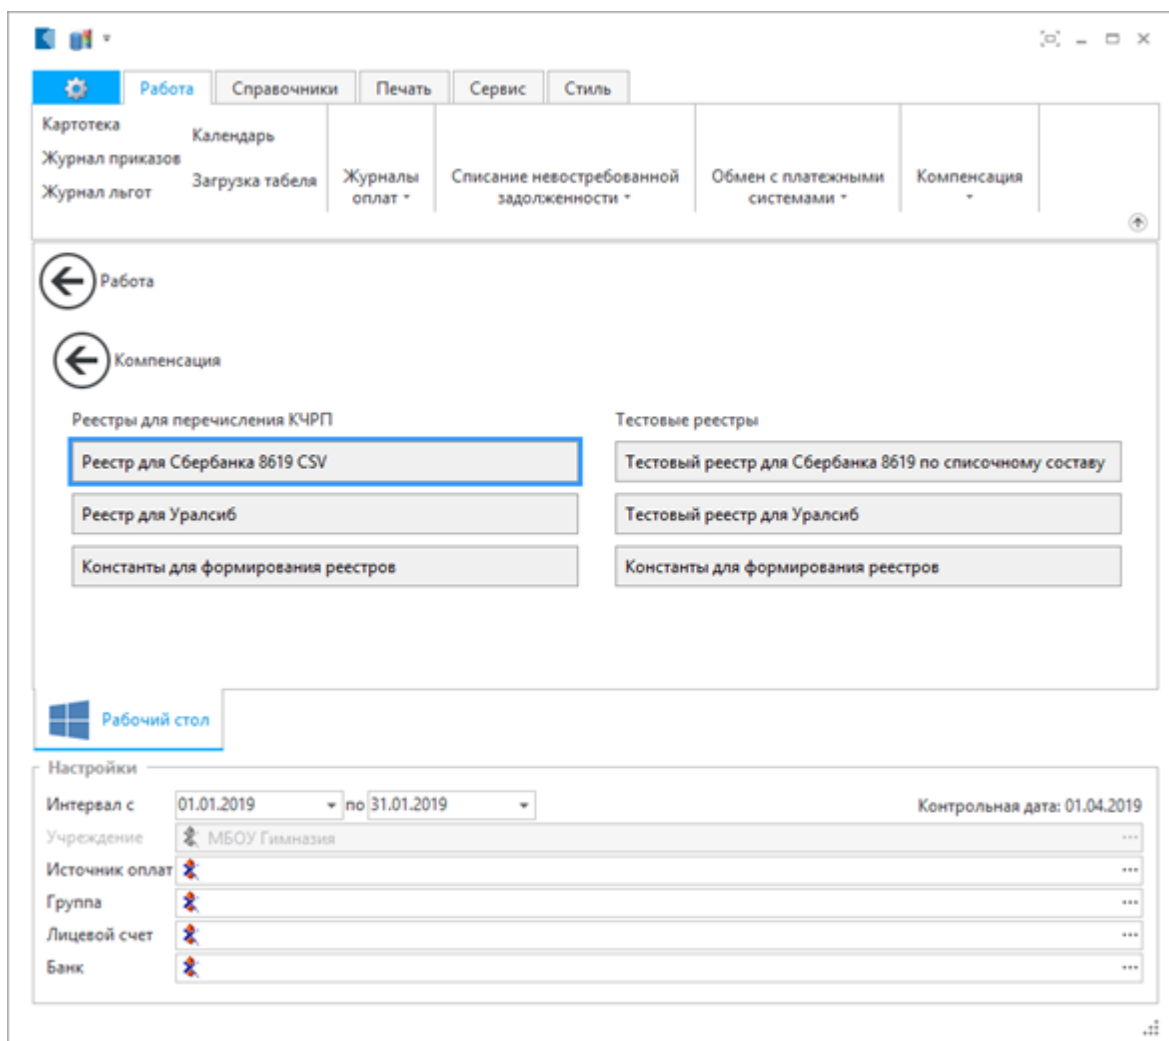 Работа
Справочники
Печать
Сервис
Стиль
Картотека
Журнал приказов
Журнал льгот
Календарь
Загрузка табеля
Журналы
оплат
Списание невостребованной
задолженности
Обмен с платежными
системами
Компенсация
Работа
Компенсация
Реестры для перечисления КЧРП
Реестр для Сбербанка 8619 CSV
Реестр для Уралсиб
Константы для формирования реестров
Тестовые реестры
Тестовый реестр для Сбербанка 8619 по списочному составу
Тестовый реестр для Уралсиб
Константы для формирования реестров
Рабочий стол
Настройки
Интервал с 01.01.2019 по 31.01.2019 Контрольная дата: 01.04.2019
Учреждение МБОУ Гимназия ...
Источник оплат ...
Группа ...
Лицевой счет ...
Банк ...